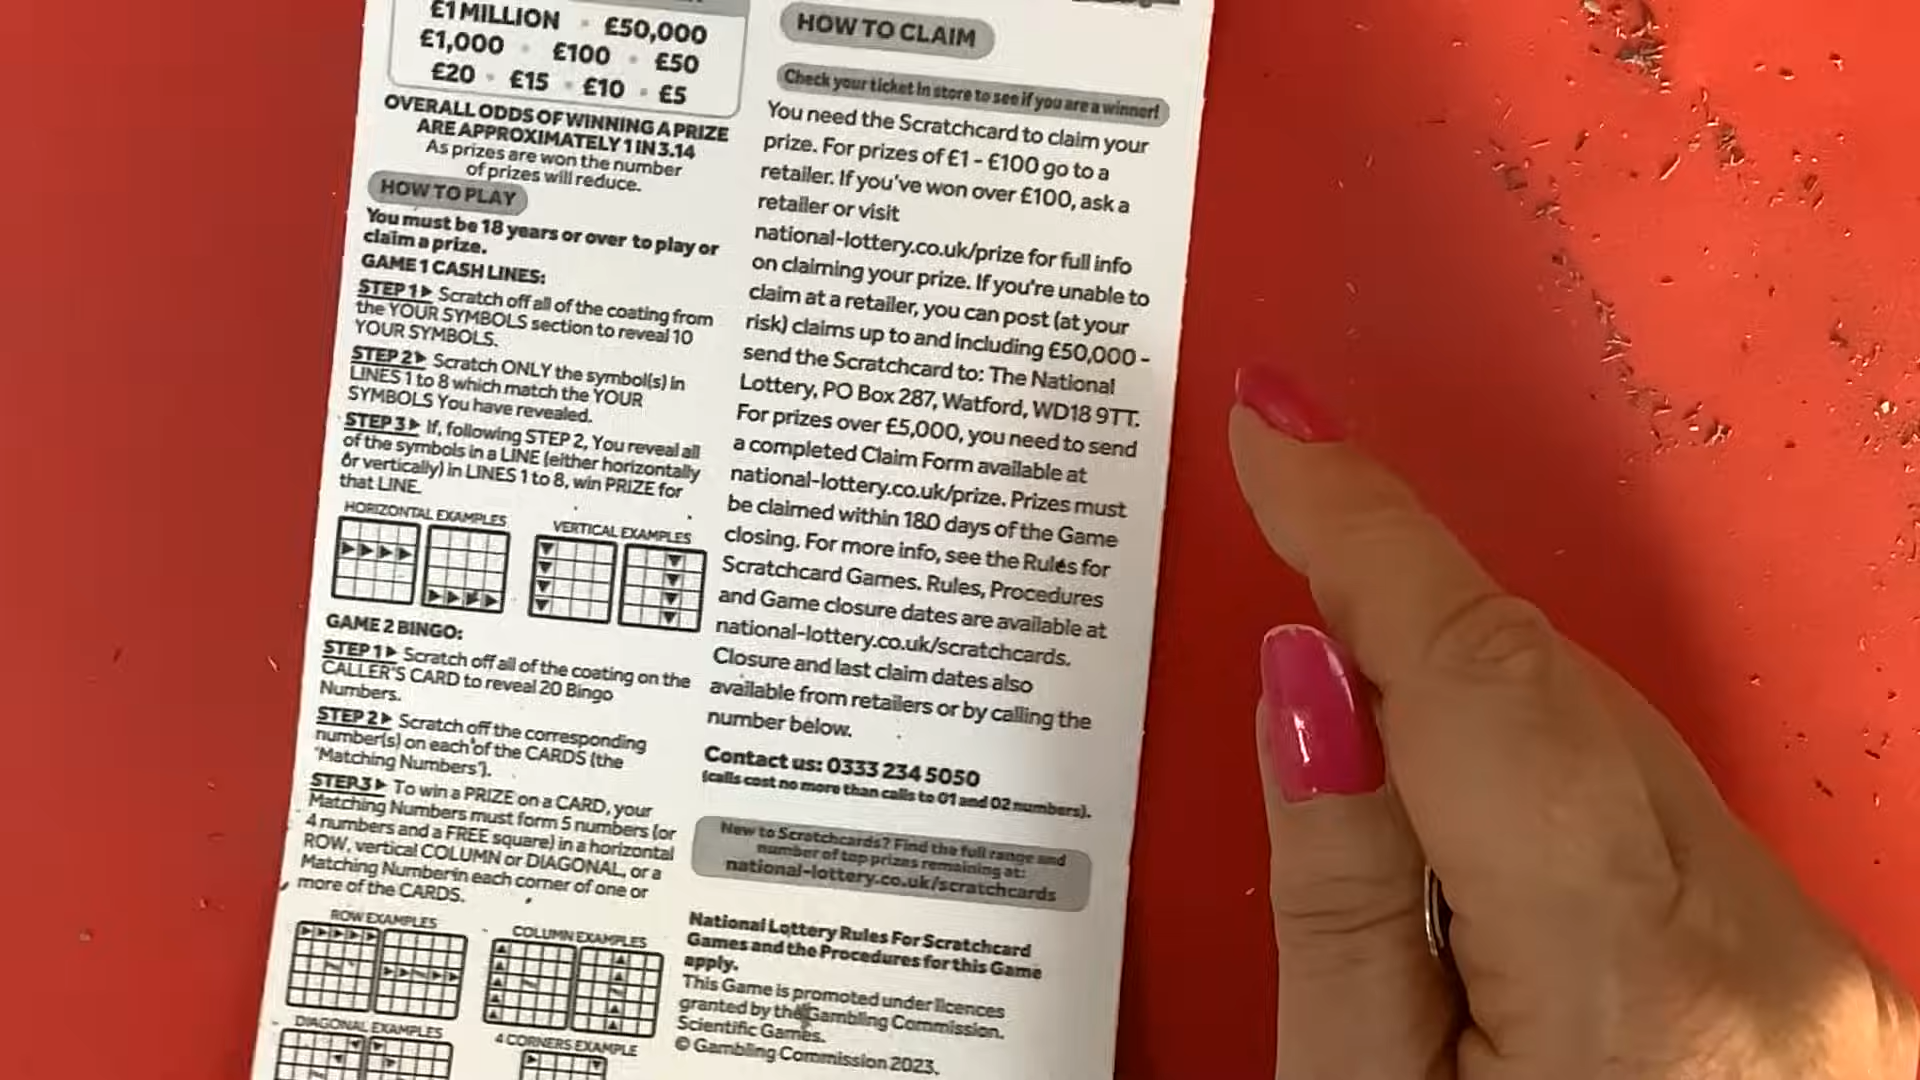 £1 MILLION • £50,000
£1,000 • £100 • £50
£20 • £15 • £10 • £5
OVERALL ODDS OF WINNING A PRIZE
ARE APPROXIMATELY 1 IN 3.14
As prizes are won the number
of prizes will reduce.
HOW TO PLAY
You must be 18 years or over to play or
claim a prize.
GAME 1 CASH LINES:
STEP 1 ▶ Scratch off all of the coating from
the YOUR SYMBOLS section to reveal 10
YOUR SYMBOLS.
STEP 2 ▶ Scratch ONLY the symbol(s) in
LINES 1 to 8 which match the YOUR
SYMBOLS You have revealed.
STEP 3 ▶ If, following STEP 2, You reveal all
of the symbols in a LINE (either horizontally
or vertically) in LINES 1 to 8, win PRIZE for
that LINE.
HORIZONTAL EXAMPLES
VERTICAL EXAMPLES
GAME 2 BINGO:
STEP 1 ▶ Scratch off all of the coating on the
CALLER'S CARD to reveal 20 Bingo
Numbers.
STEP 2 ▶ Scratch off the corresponding
number(s) on each of the CARDS (the
"Matching Numbers").
STEP 3 ▶ To win a PRIZE on a CARD, your
Matching Numbers must form 5 numbers (or
4 numbers and a FREE square) in a horizontal
ROW, vertical COLUMN or DIAGONAL, or a
Matching Number in each corner of one or
more of the CARDS.
ROW EXAMPLES
COLUMN EXAMPLES
DIAGONAL EXAMPLES
4 CORNERS EXAMPLE
HOW TO CLAIM
Check your ticket in store to see if you are a winner!
You need the Scratchcard to claim your
prize. For prizes of £1 - £100 go to a
retailer. If you've won over £100, ask a
retailer or visit
national-lottery.co.uk/prize for full info
on claiming your prize. If you're unable to
claim at a retailer, you can post (at your
risk) claims up to and including £50,000 -
send the Scratchcard to: The National
Lottery, PO Box 287, Watford, WD18 9TT.
For prizes over £5,000, you need to send
a completed Claim Form available at
national-lottery.co.uk/prize. Prizes must
be claimed within 180 days of the Game
closing. For more info, see the Rules for
Scratchcard Games. Rules, Procedures
and Game closure dates are available at
national-lottery.co.uk/scratchcards.
Closure and last claim dates also
available from retailers or by calling the
number below.
Contact us: 0333 234 5050
(calls cost no more than calls to 01 and 02 numbers).
New to Scratchcards? Find the full range and
number of top prizes remaining at:
national-lottery.co.uk/scratchcards
National Lottery Rules For Scratchcard
Games and the Procedures for this Game
apply.
This Game is promoted under licences
granted by the Gambling Commission.
Scientific Games.
© Gambling Commission 2023.